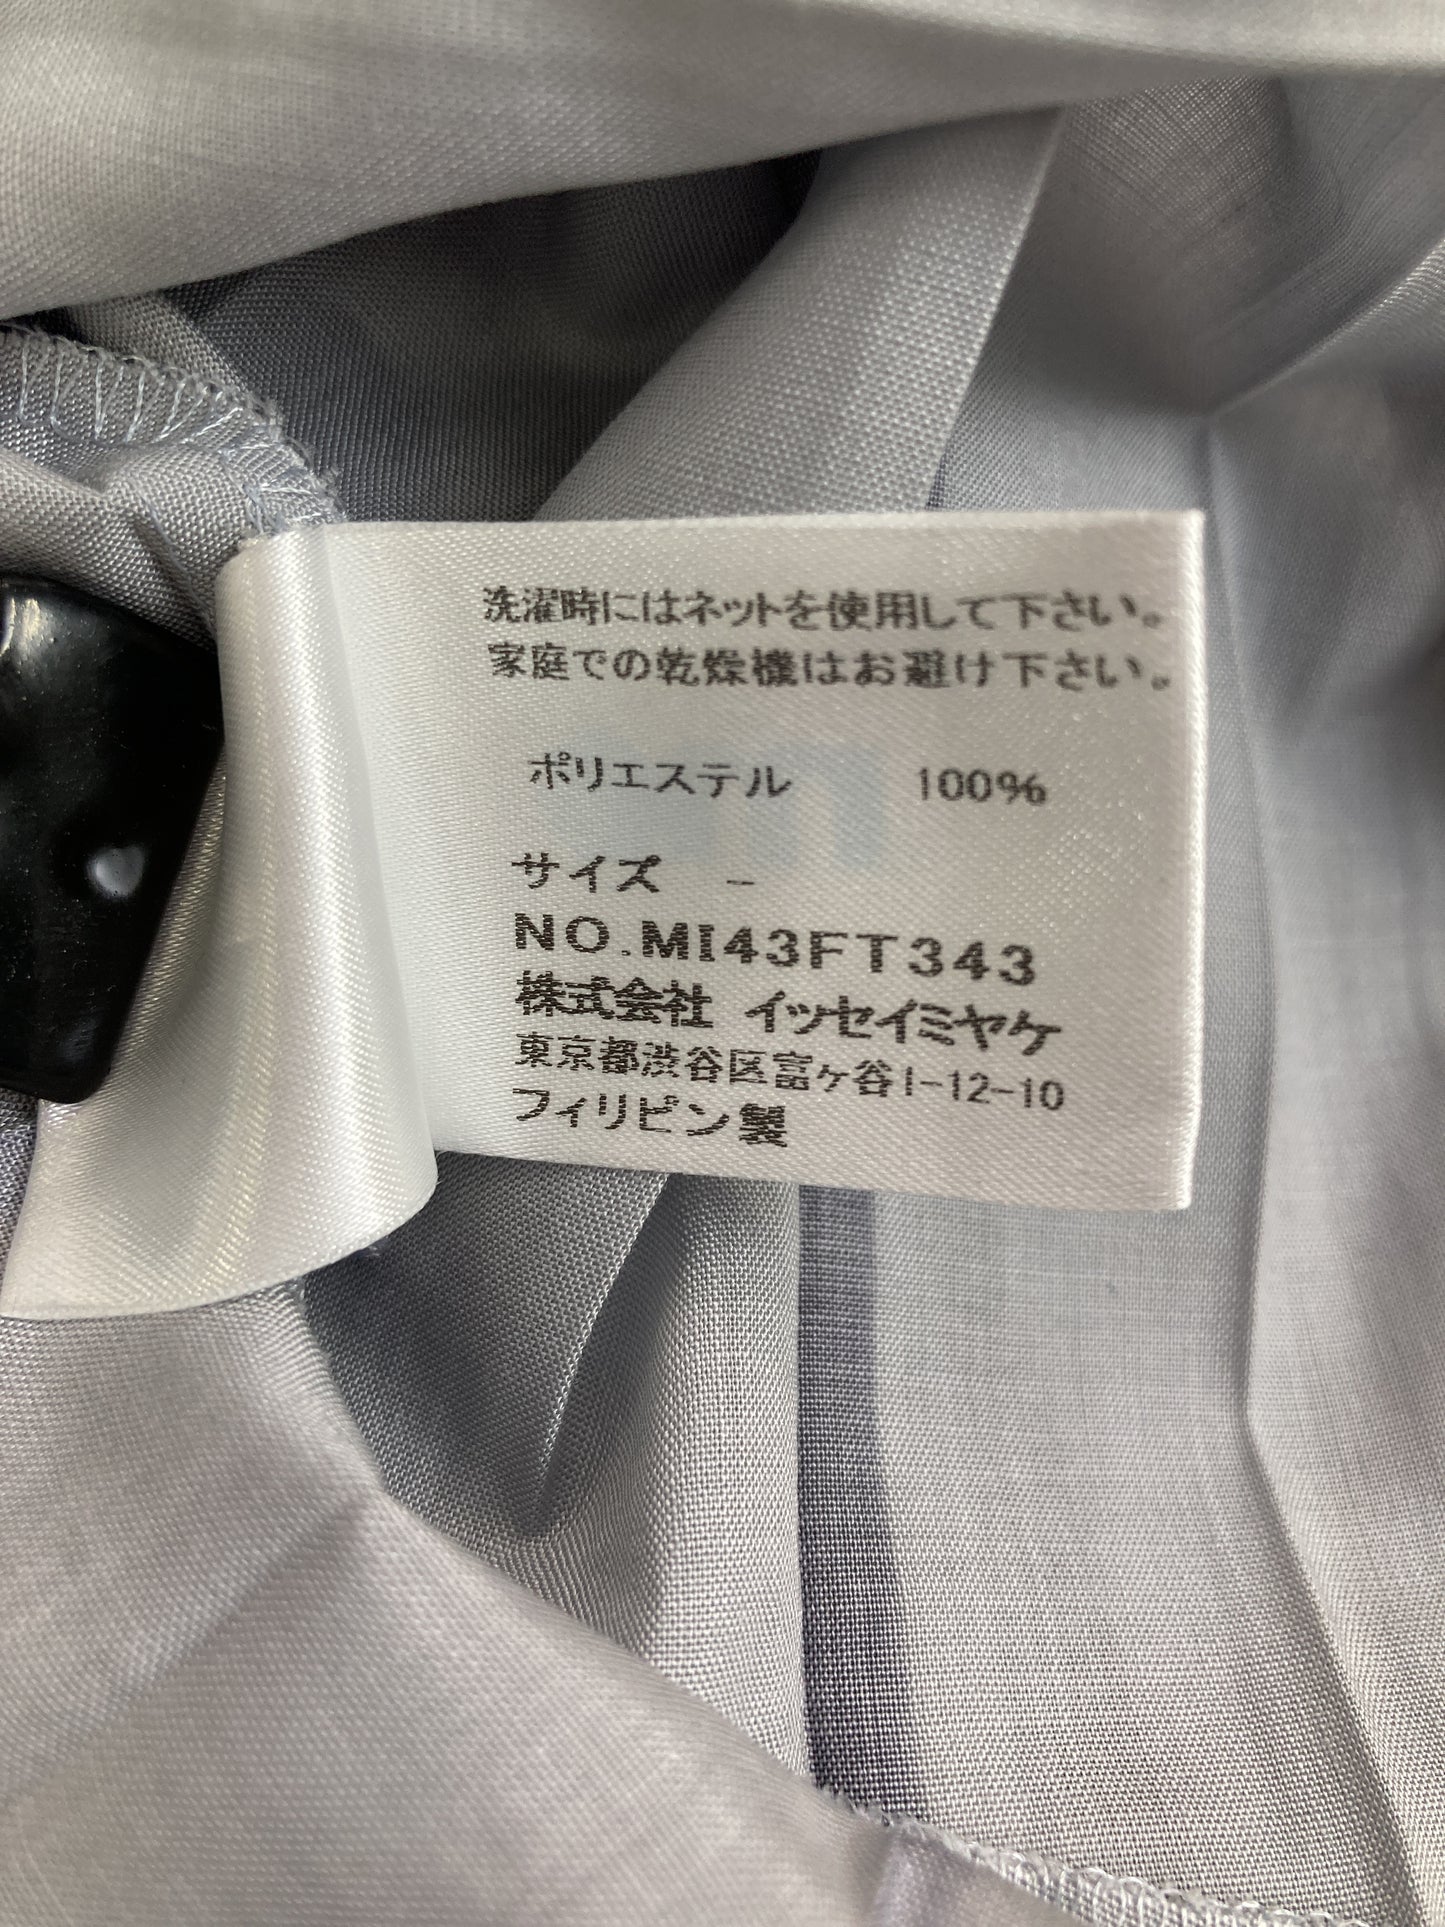 洗濯時にはネットを使用して下さい。
家庭での乾燥機はお避け下さい。
ポリエステル 100%
サイズ -
NO.MI43FT343
株式会社 イッセイミヤケ
東京都渋谷区富ヶ谷1-12-10
フィリピン製